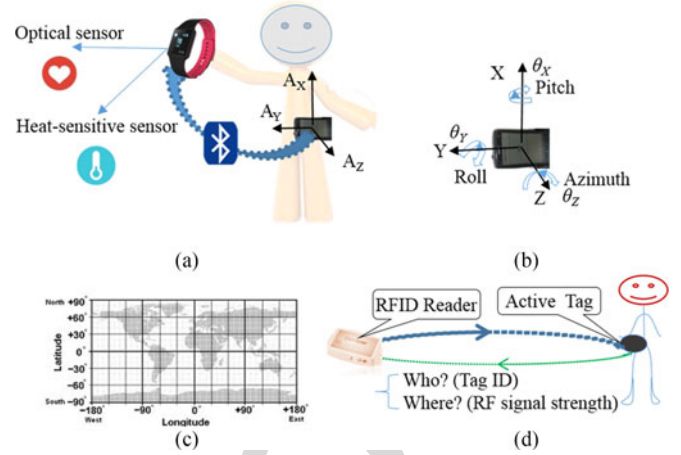 Optical sensor
Heat-sensitive sensor
A_X
A_Y
A_Z
(a)
X
θ_X
Pitch
θ_Y
Y
Roll
Azimuth
Z
θ_Z
(b)
North +90°
+60°
+30°
0°
−30°
−60°
South −90°
Latitude
−180° −90° 0° +90° +180°
West Longitude East
(c)
RFID Reader
Active Tag
Who? (Tag ID)
Where? (RF signal strength)
(d)